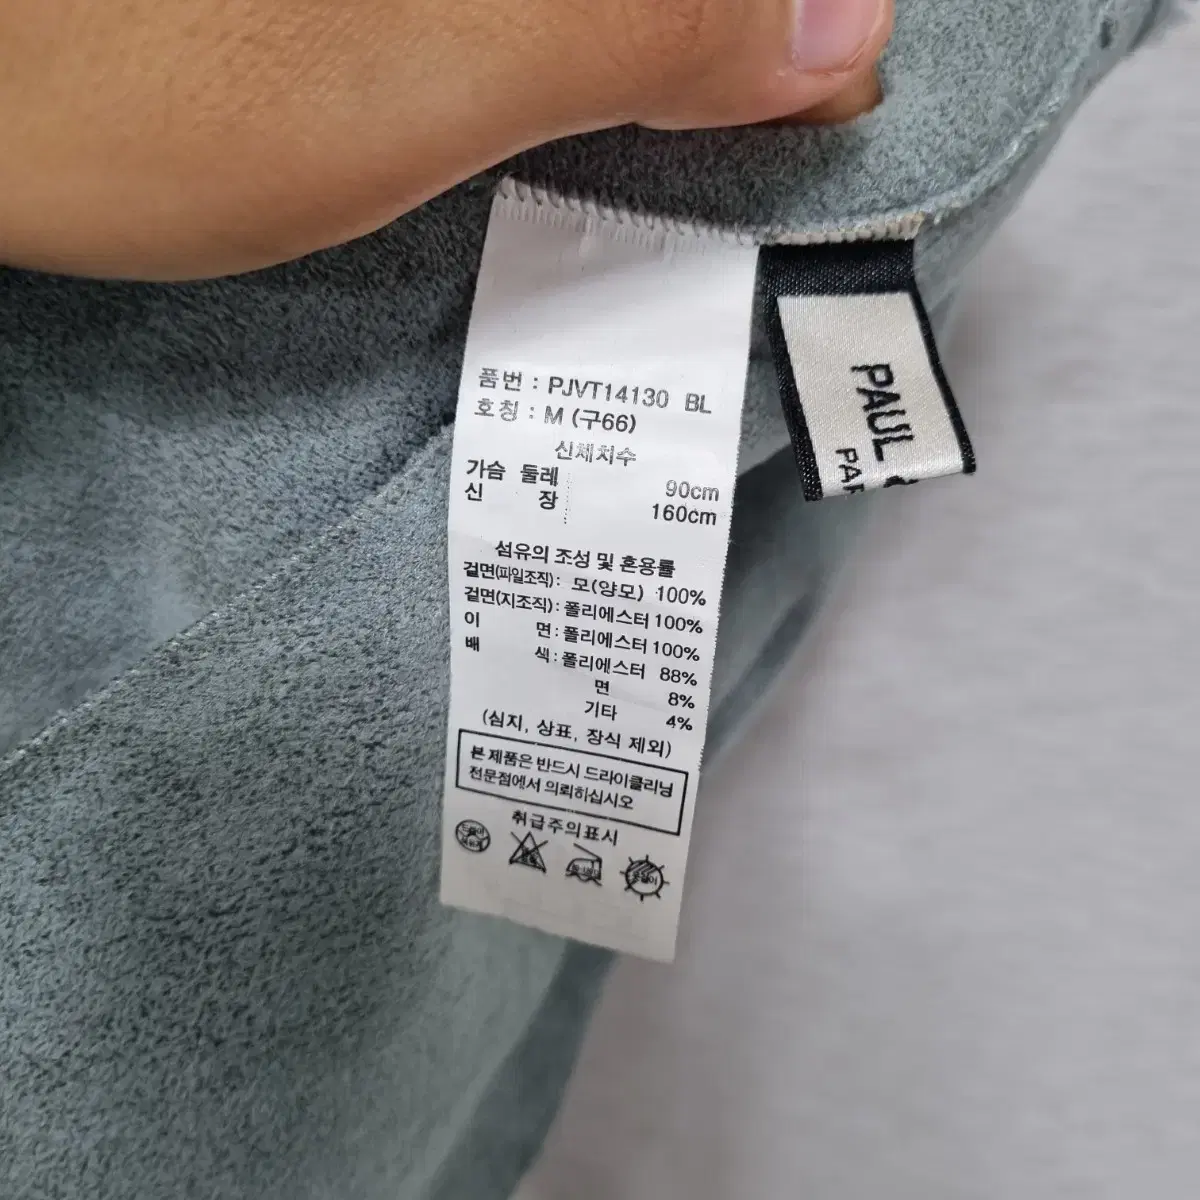 품번 : PJVT14130 BL
호칭 : M (구66)
신체치수
가슴 둘레 90cm
신 장 160cm
섬유의 조성 및 혼용률
겉면(파일조직): 모(양모) 100%
겉면(지조직): 폴리에스터 100%
이 면 : 폴리에스터 100%
배 색 : 폴리에스터 88%
면 8%
기타 4%
(심지, 상표, 장식 제외)
본 제품은 반드시 드라이클리닝
전문점에서 의뢰하십시오
취급주의표시
PAUL
PAR